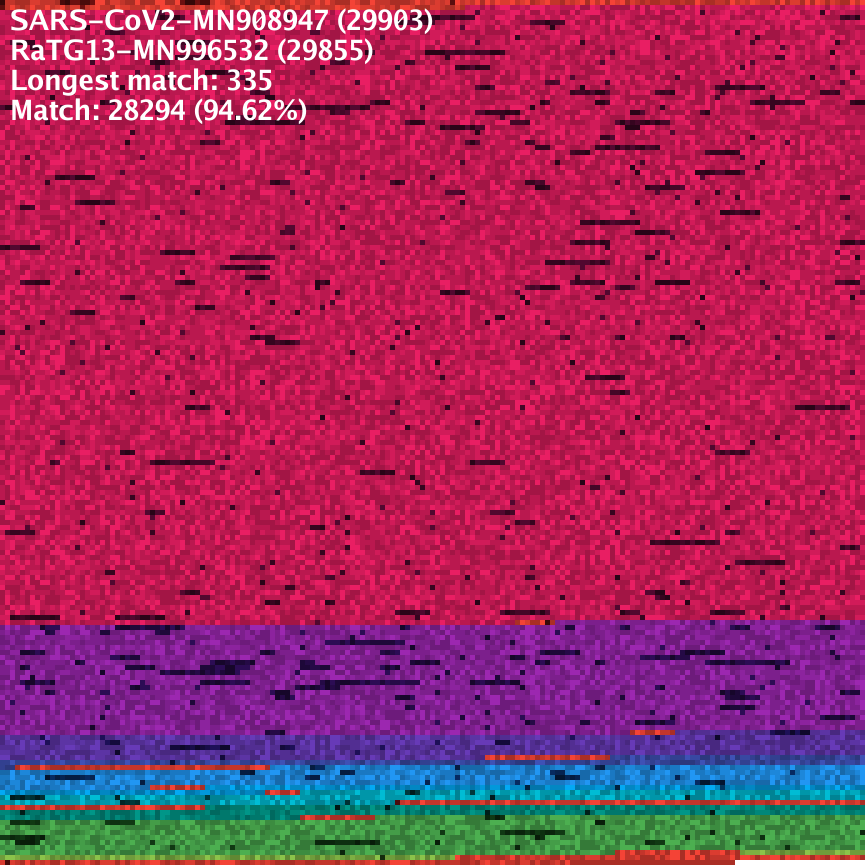 SARS-CoV2-MN908947 (29903)
RaTG13-MN996532 (29855)
Longest match: 335
Match: 28294 (94.62%)